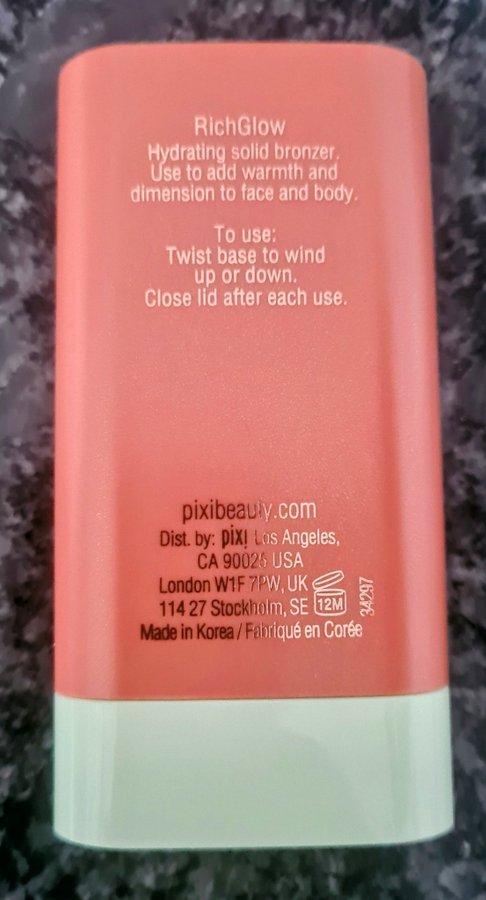 RichGlow
Hydrating solid bronzer.
Use to add warmth and
dimension to face and body.
To use:
Twist base to wind
up or down.
Close lid after each use.
pixibeauty.com
Dist. by: pixi Los Angeles,
CA 90025 USA
London W1F 7PW, UK
114 27 Stockholm, SE
12M
34297
Made in Korea / Fabriqué en Corée